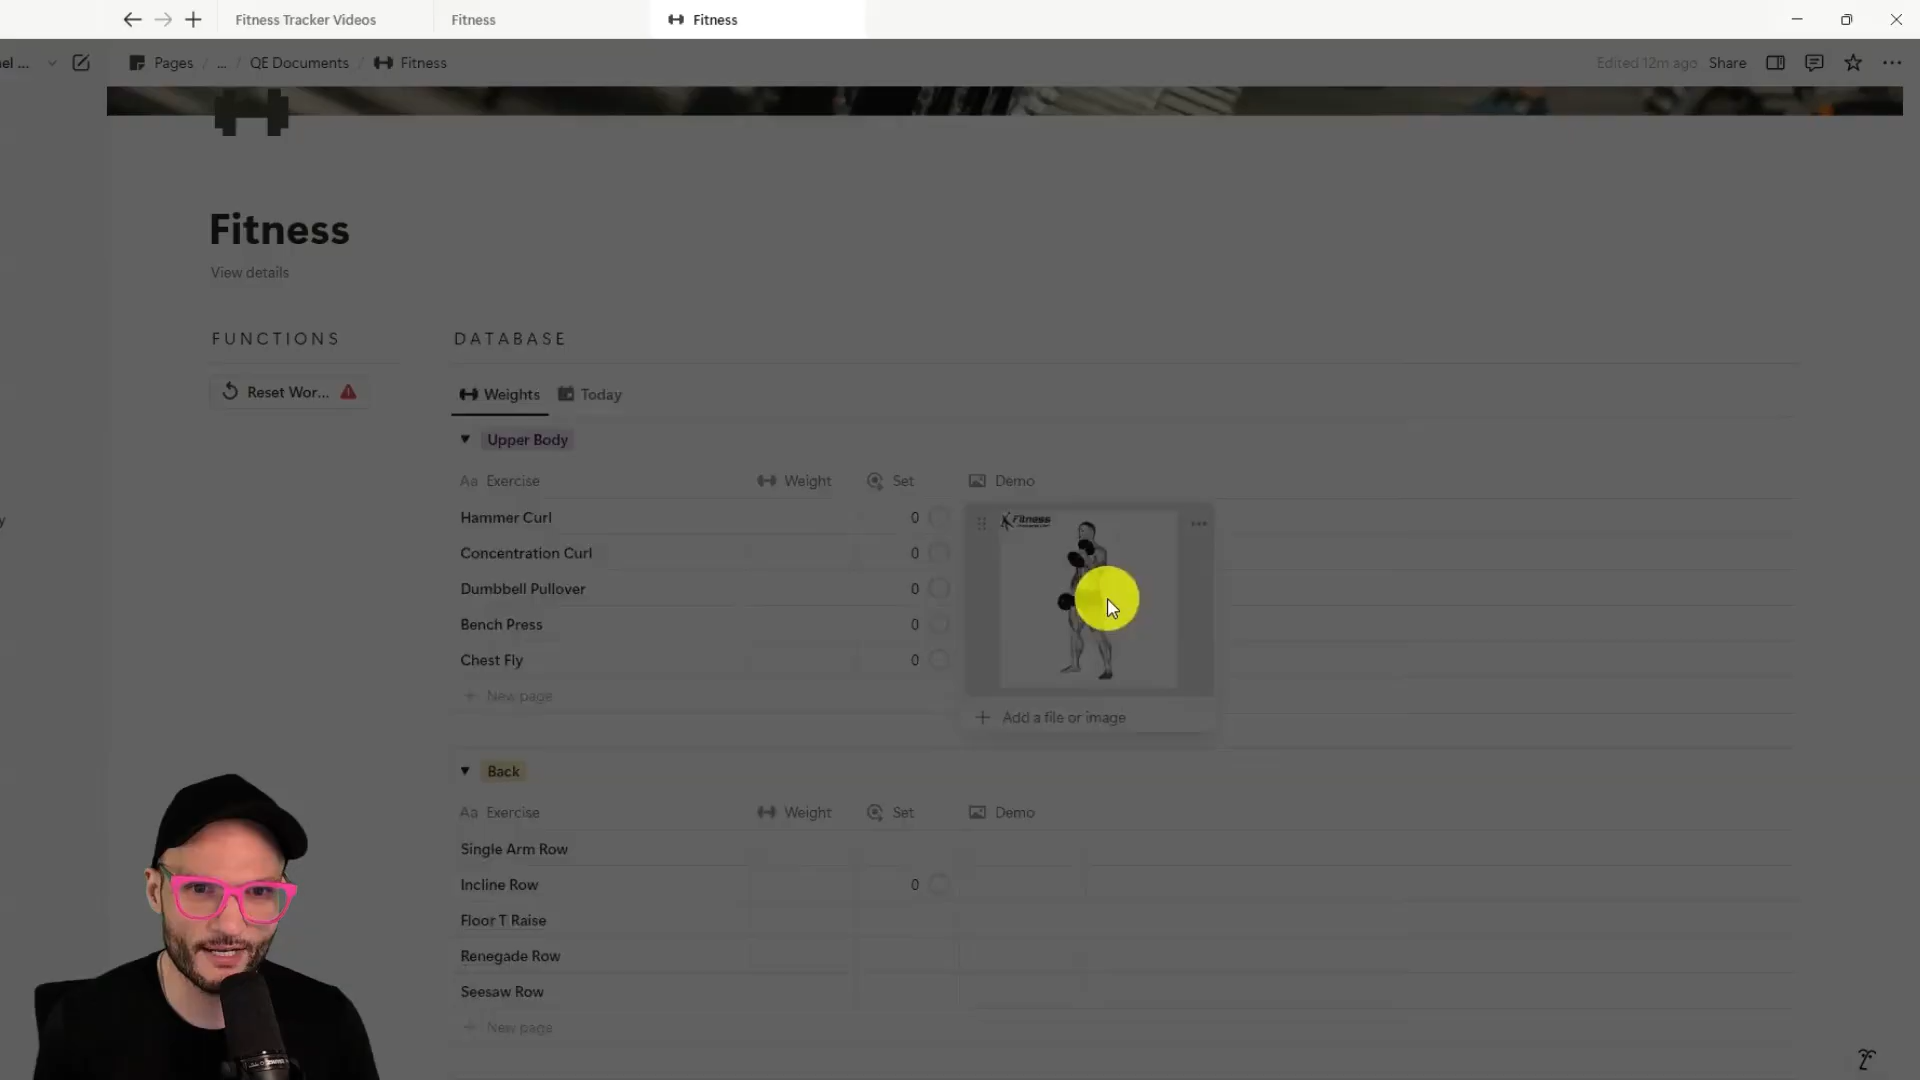 Fitness Tracker Videos
Fitness
Fitness
el ...
Pages / ... / QE Documents / Fitness
Edited 12m ago
Share
Fitness
View details
FUNCTIONS
DATABASE
Reset Wor...
Weights
Today
Upper Body
Aa Exercise
Weight
Set
Demo
Hammer Curl
0
Fitness
Concentration Curl
0
y
Dumbbell Pullover
0
Bench Press
0
Chest Fly
0
+ New page
+ Add a file or image
Back
Aa Exercise
Weight
Set
Demo
Single Arm Row
Incline Row
0
Floor T Raise
Renegade Row
Seesaw Row
+ New page